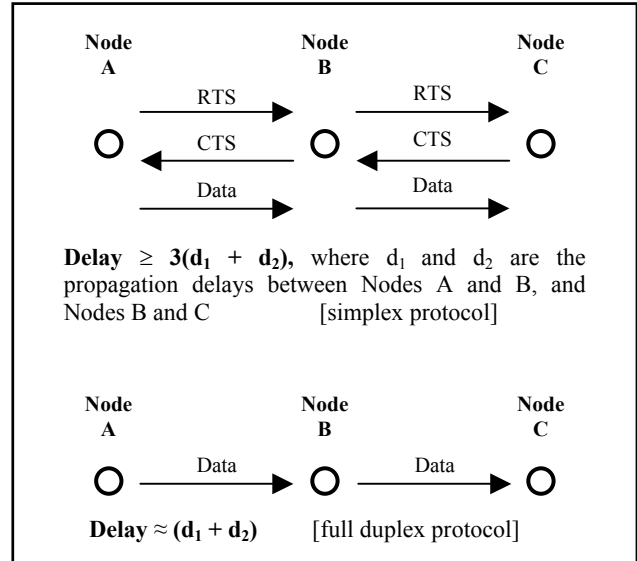 Node Node Node
A B C
RTS RTS
CTS CTS
Data Data
Delay ≥ 3(d₁ + d₂), where d₁ and d₂ are the
propagation delays between Nodes A and B, and
Nodes B and C [simplex protocol]
Node Node Node
A B C
Data Data
Delay ≈ (d₁ + d₂) [full duplex protocol]